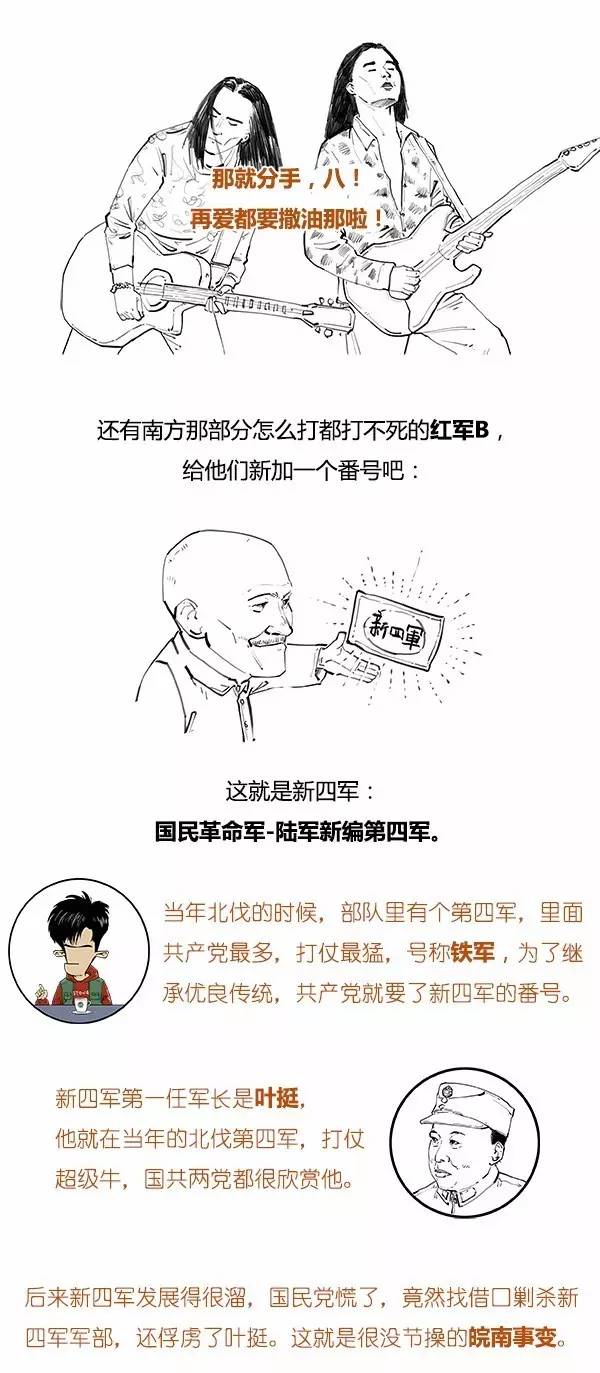 那就分手，八！
再爱都要撒油那啦！
还有南方那部分怎么打都打不死的红军B，
给他们新加一个番号吧：
新四軍
这就是新四军：
国民革命军-陆军新编第四军。
当年北伐的时候，部队里有个第四军，里面
共产党最多，打仗最猛，号称铁军，为了继
承优良传统，共产党就要了新四军的番号。
新四军第一任军长是叶挺，
他就在当年的北伐第四军，打仗
超级牛，国共两党都很欣赏他。
后来新四军发展得很溜，国民党慌了，竟然找借口剿杀新
四军军部，还俘虏了叶挺。这就是很没节操的皖南事变。